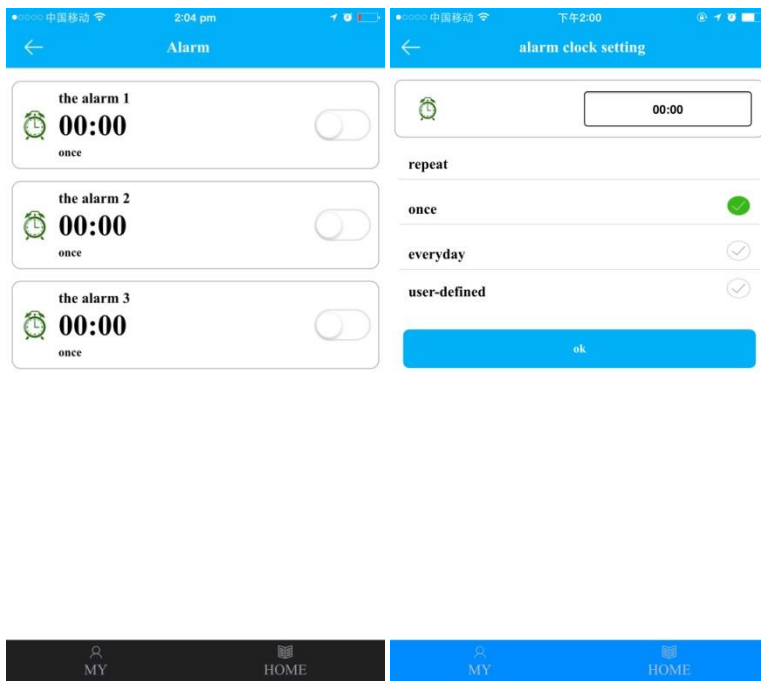 中国移动 2:04 pm
Alarm
the alarm 1
00:00
once
the alarm 2
00:00
once
the alarm 3
00:00
once
MY HOME
中国移动 下午2:00
alarm clock setting
00:00
repeat
once
everyday
user-defined
ok
MY HOME